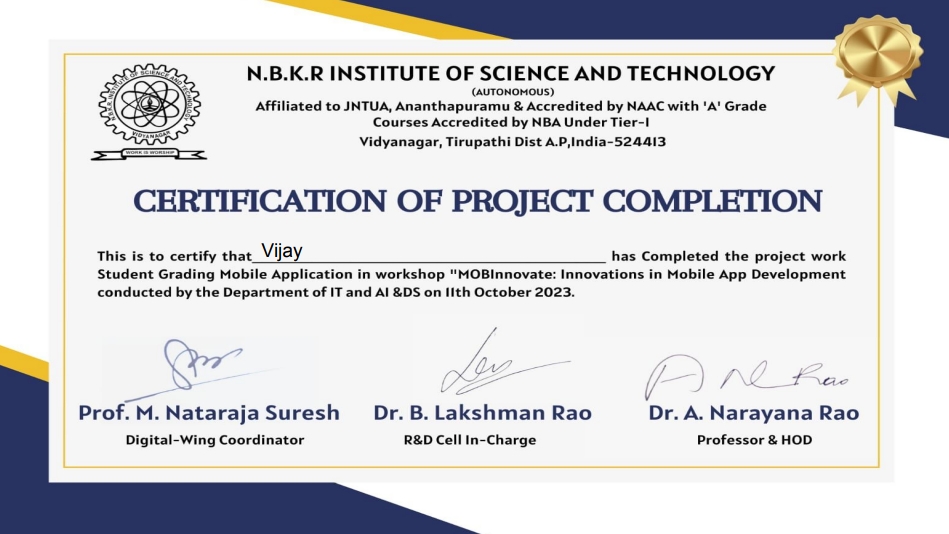 N.B.K.R INSTITUTE OF SCIENCE AND TECHNOLOGY
(AUTONOMOUS)
Affiliated to JNTUA, Ananthapuramu & Accredited by NAAC with 'A' Grade
Courses Accredited by NBA Under Tier-I
Vidyanagar, Tirupathi Dist A.P,India-524413
N.B.K.R. INSTITUTE OF SCIENCE & TECHNOLOGY
VIDYANAGAR
WORK IS WORSHIP
CERTIFICATION OF PROJECT COMPLETION
This is to certify that Vijay has Completed the project work
Student Grading Mobile Application in workshop "MOBInnovate: Innovations in Mobile App Development
conducted by the Department of IT and AI &DS on 11th October 2023.
A N Rao
Prof. M. Nataraja Suresh Dr. B. Lakshman Rao Dr. A. Narayana Rao
Digital-Wing Coordinator R&D Cell In-Charge Professor & HOD